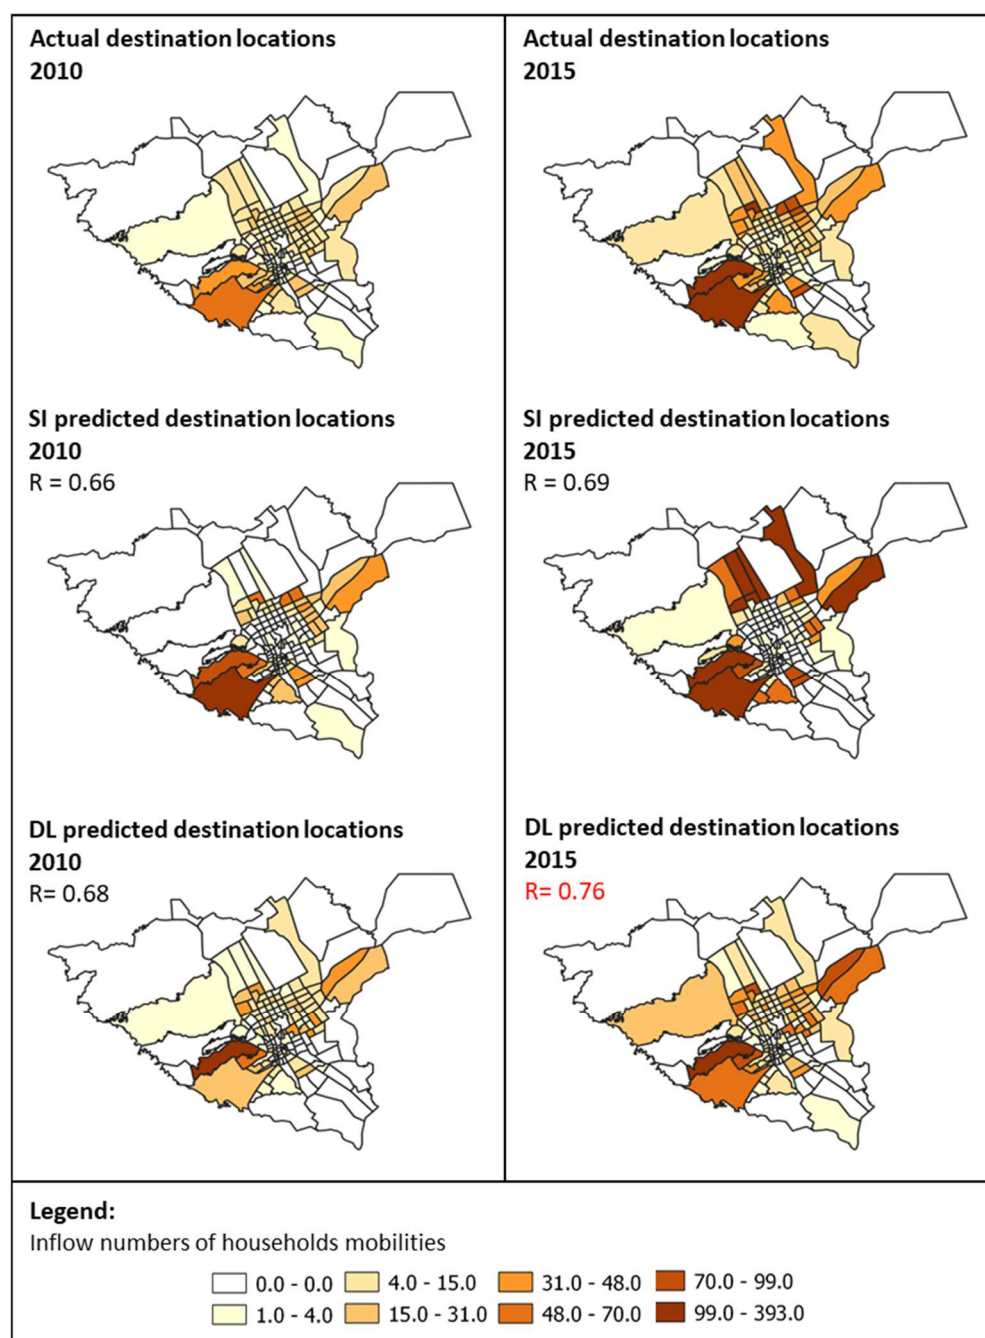 Actual destination locations
2010
Actual destination locations
2015
SI predicted destination locations
2010
R = 0.66
SI predicted destination locations
2015
R = 0.69
DL predicted destination locations
2010
R= 0.68
DL predicted destination locations
2015
R= 0.76
Legend:
Inflow numbers of households mobilities
0.0 - 0.0
4.0 - 15.0
31.0 - 48.0
70.0 - 99.0
1.0 - 4.0
15.0 - 31.0
48.0 - 70.0
99.0 - 393.0